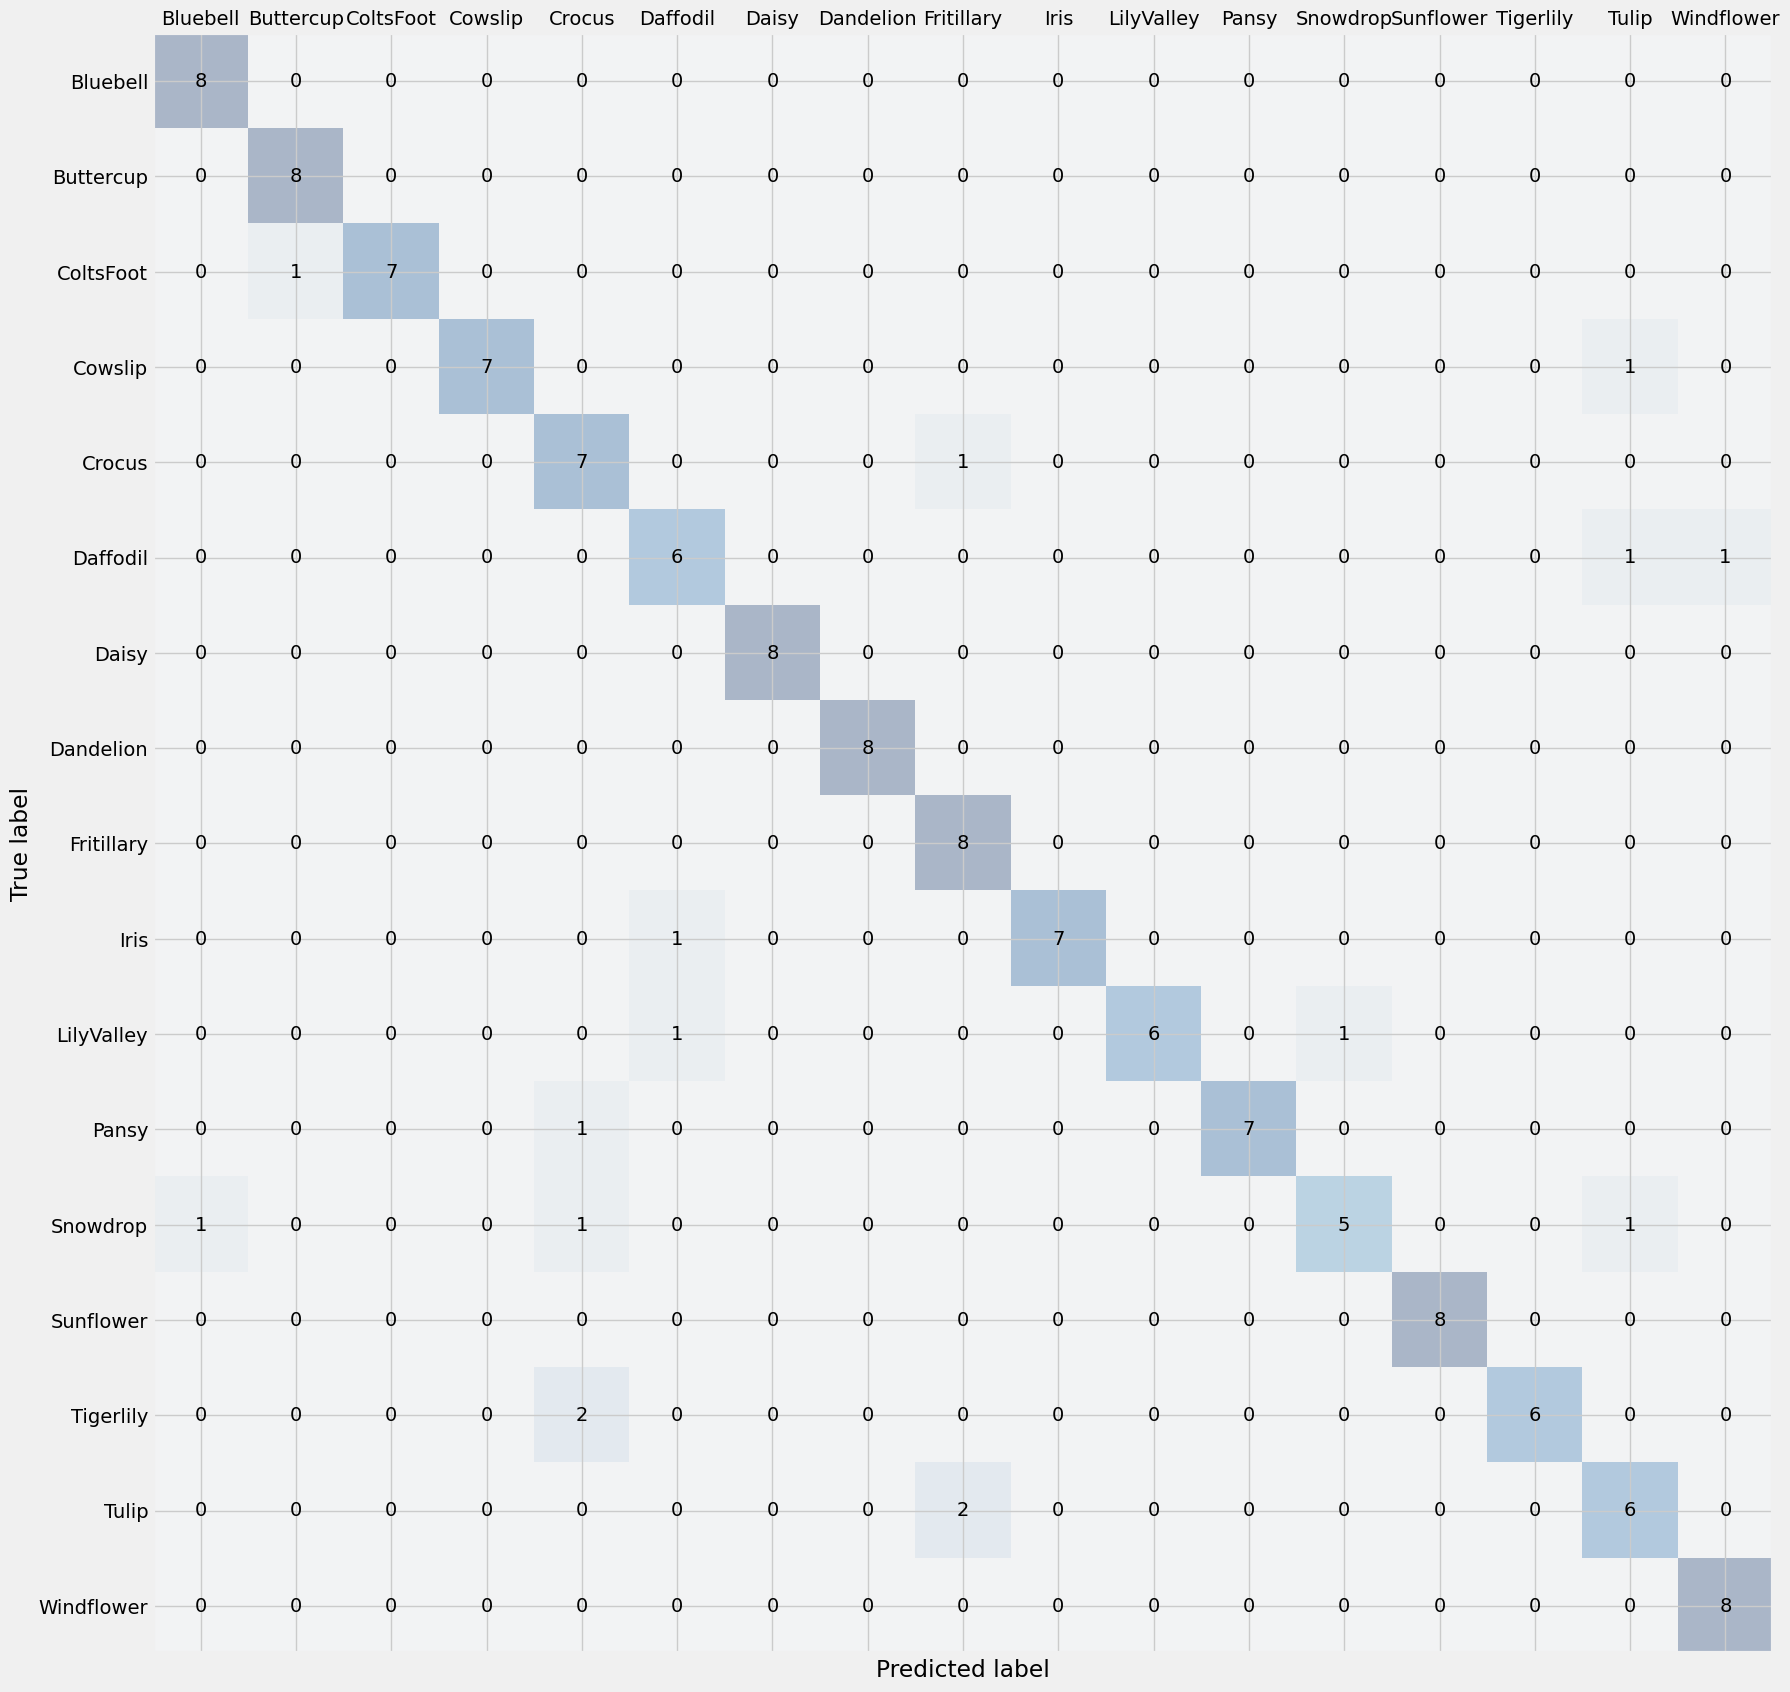 Bluebell Buttercup ColtsFoot Cowslip Crocus Daffodil Daisy Dandelion Fritillary Iris LilyValley Pansy Snowdrop Sunflower Tigerlily Tulip Windflower
Bluebell 8 0 0 0 0 0 0 0 0 0 0 0 0 0 0 0 0
Buttercup 0 8 0 0 0 0 0 0 0 0 0 0 0 0 0 0 0
ColtsFoot 0 1 7 0 0 0 0 0 0 0 0 0 0 0 0 0 0
Cowslip 0 0 0 7 0 0 0 0 0 0 0 0 0 0 0 1 0
Crocus 0 0 0 0 7 0 0 0 1 0 0 0 0 0 0 0 0
Daffodil 0 0 0 0 0 6 0 0 0 0 0 0 0 0 0 1 1
Daisy 0 0 0 0 0 0 8 0 0 0 0 0 0 0 0 0 0
Dandelion 0 0 0 0 0 0 0 8 0 0 0 0 0 0 0 0 0
Fritillary 0 0 0 0 0 0 0 0 8 0 0 0 0 0 0 0 0
Iris 0 0 0 0 0 1 0 0 0 7 0 0 0 0 0 0 0
LilyValley 0 0 0 0 0 1 0 0 0 0 6 0 1 0 0 0 0
Pansy 0 0 0 0 1 0 0 0 0 0 0 7 0 0 0 0 0
Snowdrop 1 0 0 0 1 0 0 0 0 0 0 0 5 0 0 1 0
Sunflower 0 0 0 0 0 0 0 0 0 0 0 0 0 8 0 0 0
Tigerlily 0 0 0 0 2 0 0 0 0 0 0 0 0 0 6 0 0
Tulip 0 0 0 0 0 0 0 0 2 0 0 0 0 0 0 6 0
Windflower 0 0 0 0 0 0 0 0 0 0 0 0 0 0 0 0 8
True label
Predicted label